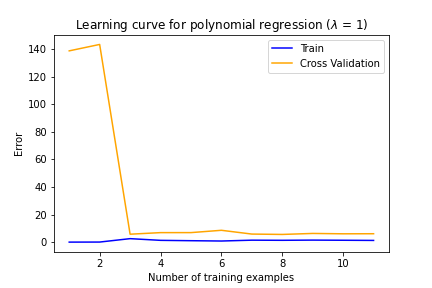 Learning curve for polynomial regression (λ = 1)
Train
Cross Validation
140
120
100
80
60
40
20
0
Error
2 4 6 8 10
Number of training examples